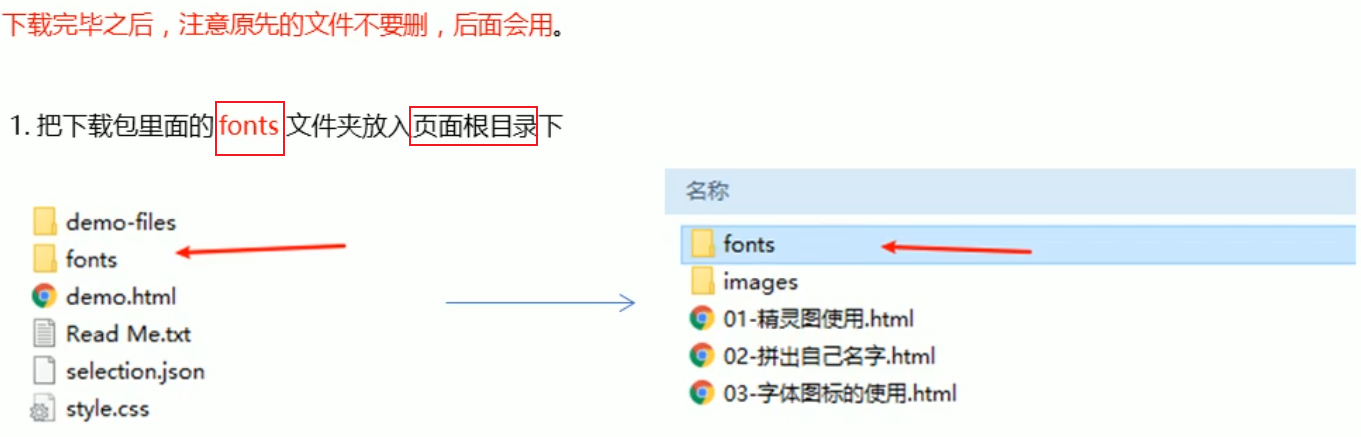 下载完毕之后，注意原先的文件不要删，后面会用。
1. 把下载包里面的fonts文件夹放入页面根目录下
demo-files
fonts
demo.html
Read Me.txt
selection.json
style.css
名称
fonts
images
01-精灵图使用.html
02-拼出自己名字.html
03-字体图标的使用.html